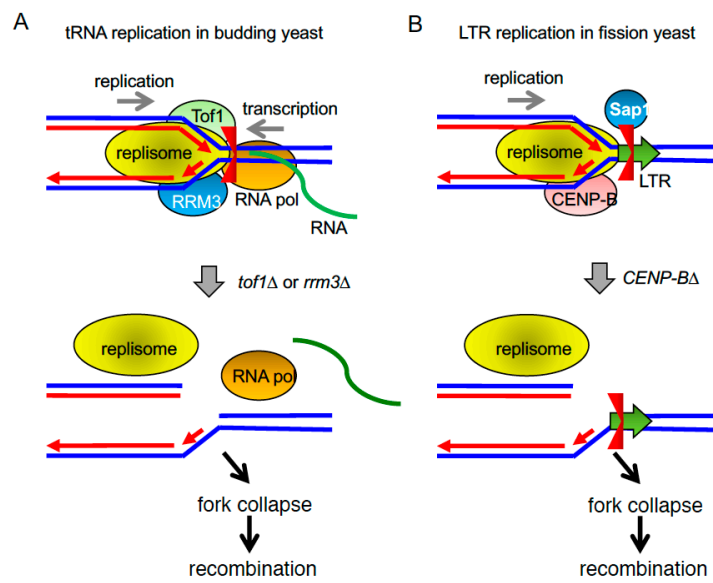 A
tRNA replication in budding yeast
replication
Tof1
transcription
replisome
RRM3
RNA pol
RNA
tof1Δ or rrm3Δ
replisome
RNA pol
fork collapse
recombination
B
LTR replication in fission yeast
replication
Sap1
replisome
LTR
CENP-B
CENP-BΔ
replisome
fork collapse
recombination